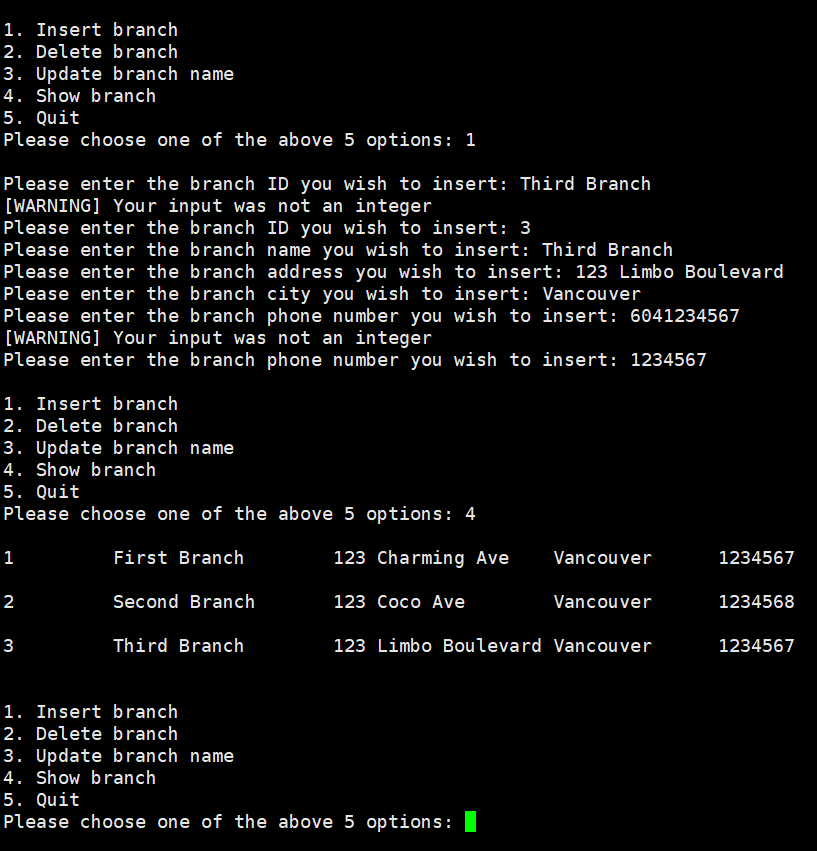 1. Insert branch
2. Delete branch
3. Update branch name
4. Show branch
5. Quit
Please choose one of the above 5 options: 1
Please enter the branch ID you wish to insert: Third Branch
[WARNING] Your input was not an integer
Please enter the branch ID you wish to insert: 3
Please enter the branch name you wish to insert: Third Branch
Please enter the branch address you wish to insert: 123 Limbo Boulevard
Please enter the branch city you wish to insert: Vancouver
Please enter the branch phone number you wish to insert: 6041234567
[WARNING] Your input was not an integer
Please enter the branch phone number you wish to insert: 1234567
1. Insert branch
2. Delete branch
3. Update branch name
4. Show branch
5. Quit
Please choose one of the above 5 options: 4
1 First Branch 123 Charming Ave Vancouver 1234567
2 Second Branch 123 Coco Ave Vancouver 1234568
3 Third Branch 123 Limbo Boulevard Vancouver 1234567
1. Insert branch
2. Delete branch
3. Update branch name
4. Show branch
5. Quit
Please choose one of the above 5 options: